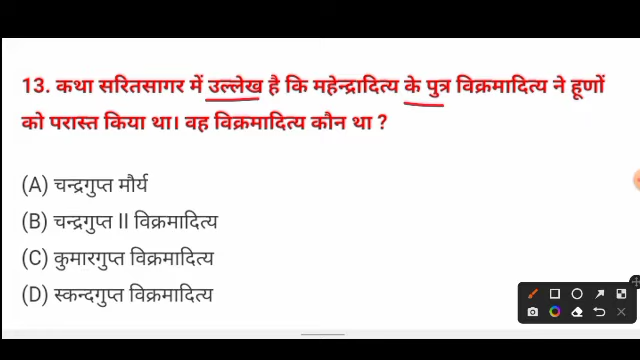 13. कथा सरितसागर में उल्लेख है कि महेन्द्रादित्य के पुत्र विक्रमादित्य ने हूणों
को परास्त किया था। वह विक्रमादित्य कौन था ?
(A) चन्द्रगुप्त मौर्य
(B) चन्द्रगुप्त II विक्रमादित्य
(C) कुमारगुप्त विक्रमादित्य
(D) स्कन्दगुप्त विक्रमादित्य